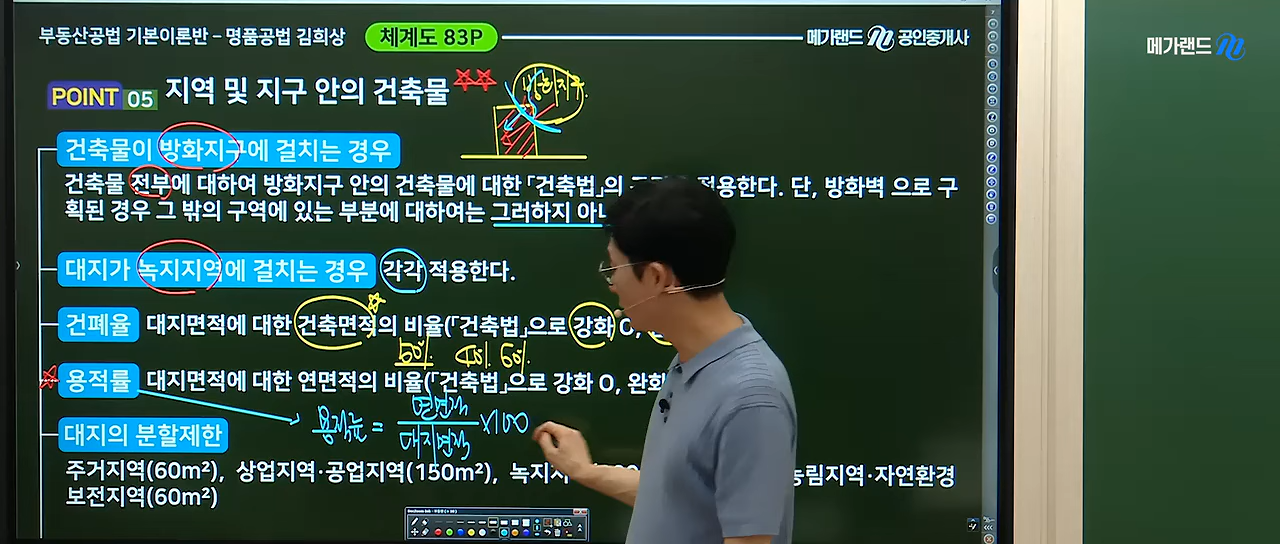 부동산공법 기본이론반 - 명품공법 김희상
체계도 83P
메가랜드 공인중개사
메가랜드
POINT 05 지역 및 지구 안의 건축물
방화지구
건축물이 방화지구에 걸치는 경우
건축물 전부에 대하여 방화지구 안의 건축물에 대한 「건축법」의 적용한다. 단, 방화벽 으로 구
획된 경우 그 밖의 구역에 있는 부분에 대하여는 그러하지 아니
대지가 녹지지역에 걸치는 경우 각각 적용한다.
건폐율 대지면적에 대한 건축면적의 비율(「건축법」으로 강화 O,
50% 40% 60%
용적률 대지면적에 대한 연면적의 비율(「건축법」으로 강화 O, 완화
용적률 = 연면적 / 대지면적 ×100
대지의 분할제한
주거지역(60m²), 상업지역·공업지역(150m²), 녹지지 농림지역·자연환경
보전지역(60m²)